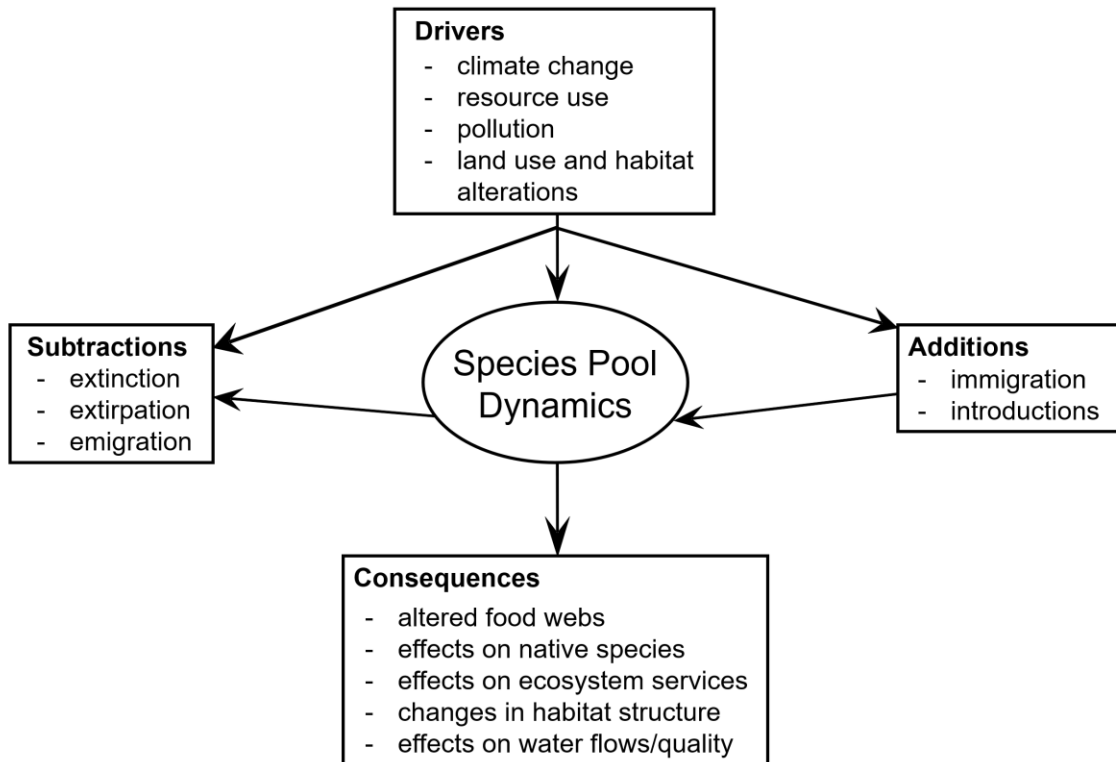 Drivers
- climate change
- resource use
- pollution
- land use and habitat
alterations
Subtractions
- extinction
- extirpation
- emigration
Species Pool
Dynamics
Additions
- immigration
- introductions
Consequences
- altered food webs
- effects on native species
- effects on ecosystem services
- changes in habitat structure
- effects on water flows/quality